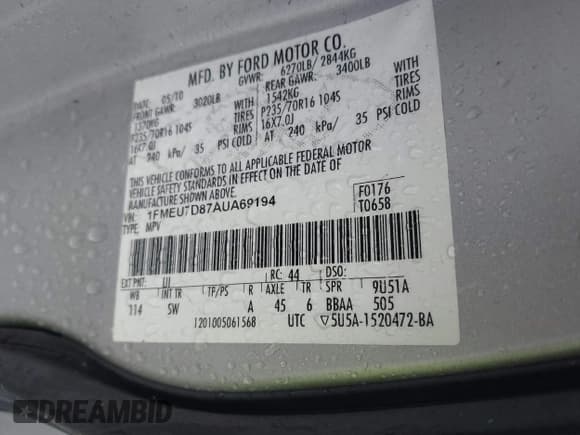 MFD. BY FORD MOTOR CO.
DATE: 05/10 GVWR: 6270LB/ 2844KG
FRONT GAWR: 3020LB REAR GAWR: 3400LB
1370KG WITH 1542KG WITH
P235/70R16 104S TIRES P235/70R16 104S TIRES
16X7.0J RIMS 16X7.0J RIMS
AT 240 kPa/ 35 PSI COLD AT 240 kPa/ 35 PSI COLD
THIS VEHICLE CONFORMS TO ALL APPLICABLE FEDERAL MOTOR
VEHICLE SAFETY STANDARDS IN EFFECT ON THE DATE OF
MANUFACTURE SHOWN ABOVE.
VIN: 1FMEU7D87AUA69194 F0176
TYPE: MPV T0658
EXT PNT: UI RC: 44 DSO:
WB INT TR TP/PS R AXLE TR SPR 9U51A
114 SW A 45 6 BBAA 505
1201005061568 UTC ▽5U5A-1520472-BA
DREAMBID